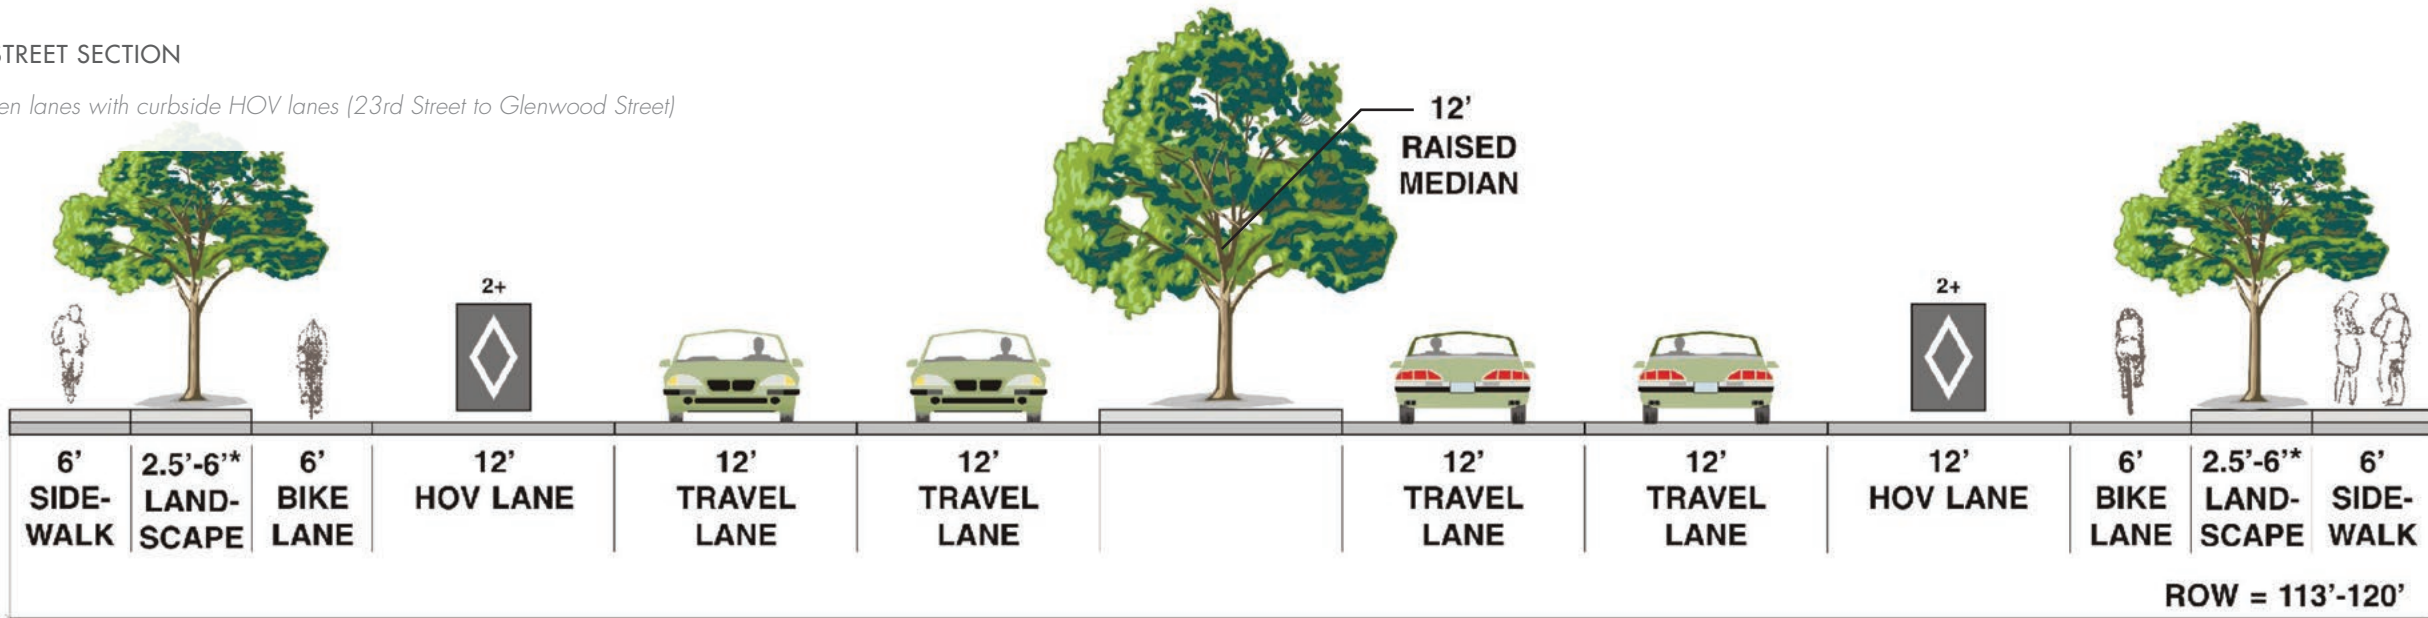 STREET SECTION
en lanes with curbside HOV lanes (23rd Street to Glenwood Street)
12’
RAISED
MEDIAN
2+
2+
6’
SIDE-
WALK
2.5’-6’*
LAND-
SCAPE
6’
BIKE
LANE
12’
HOV LANE
12’
TRAVEL
LANE
12’
TRAVEL
LANE
12’
TRAVEL
LANE
12’
TRAVEL
LANE
12’
HOV LANE
6’
BIKE
LANE
2.5’-6’*
LAND-
SCAPE
6’
SIDE-
WALK
ROW = 113’-120’